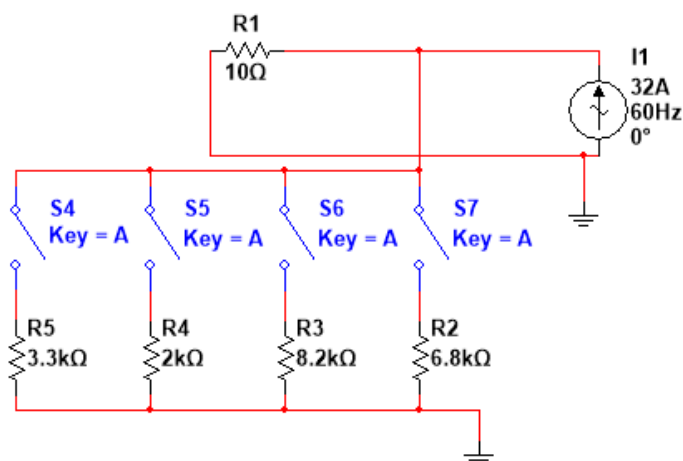 R1
10Ω
I1
32A
60Hz
0°
S4
Key = A
S5
Key = A
S6
Key = A
S7
Key = A
R5
3.3kΩ
R4
2kΩ
R3
8.2kΩ
R2
6.8kΩ